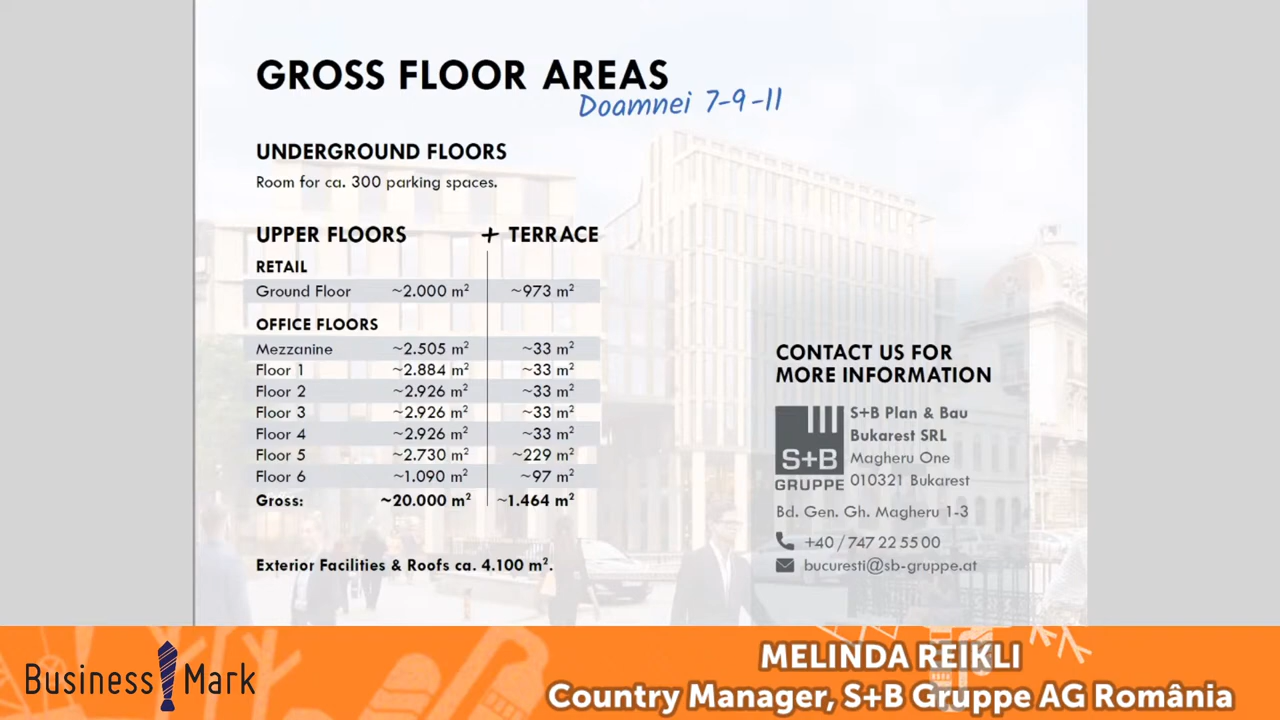 GROSS FLOOR AREAS
Doamnei 7-9-11
UNDERGROUND FLOORS
Room for ca. 300 parking spaces.
UPPER FLOORS + TERRACE
RETAIL
Ground Floor ~2.000 m² ~973 m²
OFFICE FLOORS
Mezzanine ~2.505 m² ~33 m²
Floor 1 ~2.884 m² ~33 m²
Floor 2 ~2.926 m² ~33 m²
Floor 3 ~2.926 m² ~33 m²
Floor 4 ~2.926 m² ~33 m²
Floor 5 ~2.730 m² ~229 m²
Floor 6 ~1.090 m² ~97 m²
Gross: ~20.000 m² ~1.464 m²
Exterior Facilities & Roofs ca. 4.100 m².
CONTACT US FOR
MORE INFORMATION
S+B
GRUPPE
S+B Plan & Bau
Bukarest SRL
Magheru One
010321 Bukarest
Bd. Gen. Gh. Magheru 1-3
+40 / 747 22 55 00
bucuresti@sb-gruppe.at
Business Mark
MELINDA REIKLI
Country Manager, S+B Gruppe AG România